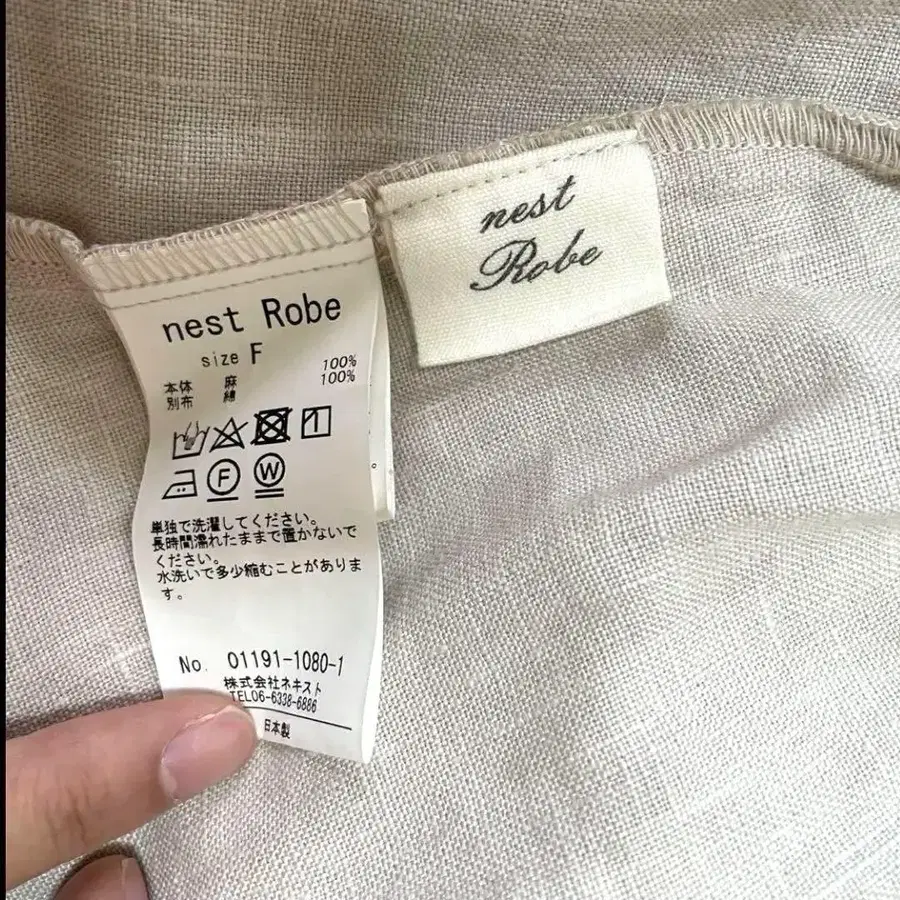 nest
Robe
nest Robe
size F
本体 麻 100%
別布 綿 100%
F W
単独で洗濯してください。
長時間濡れたままで置かないで
ください。
水洗いで多少縮むことがありま
す。
No. 01191-1080-1
株式会社ネキスト
TEL06-6338-6886
日本製